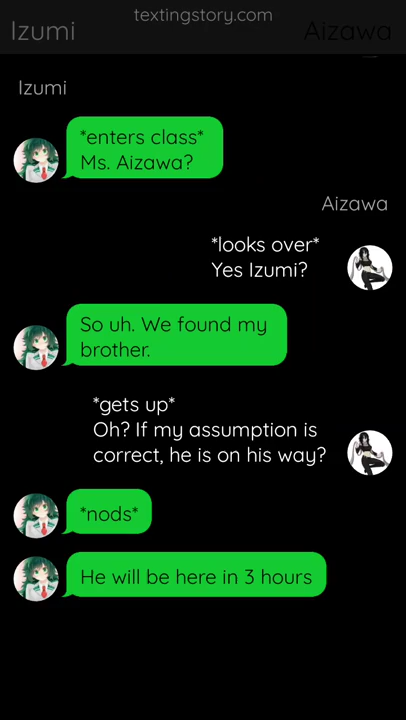 textingstory.com
Izumi
Aizawa
Izumi
*enters class*
Ms. Aizawa?
Aizawa
*looks over*
Yes Izumi?
So uh. We found my
brother.
*gets up*
Oh? If my assumption is
correct, he is on his way?
*nods*
He will be here in 3 hours